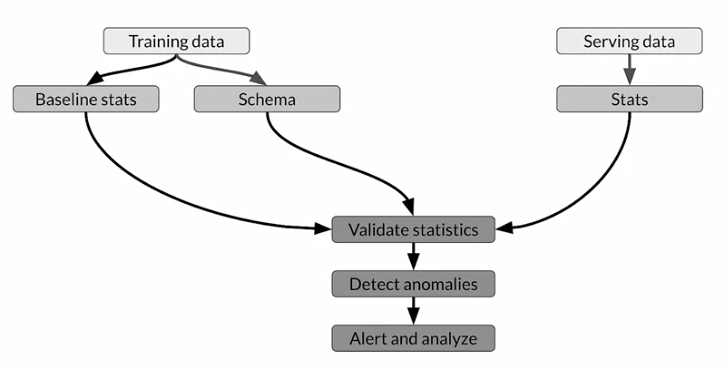 Training data
Serving data
Baseline stats
Schema
Stats
Validate statistics
Detect anomalies
Alert and analyze